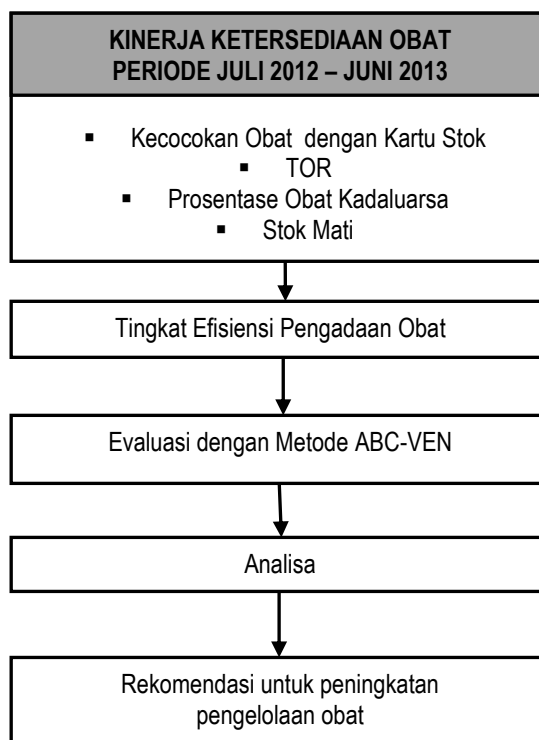 KINERJA KETERSEDIAAN OBAT
PERIODE JULI 2012 – JUNI 2013
▪ Kecocokan Obat dengan Kartu Stok
▪ TOR
▪ Prosentase Obat Kadaluarsa
▪ Stok Mati
Tingkat Efisiensi Pengadaan Obat
Evaluasi dengan Metode ABC-VEN
Analisa
Rekomendasi untuk peningkatan
pengelolaan obat